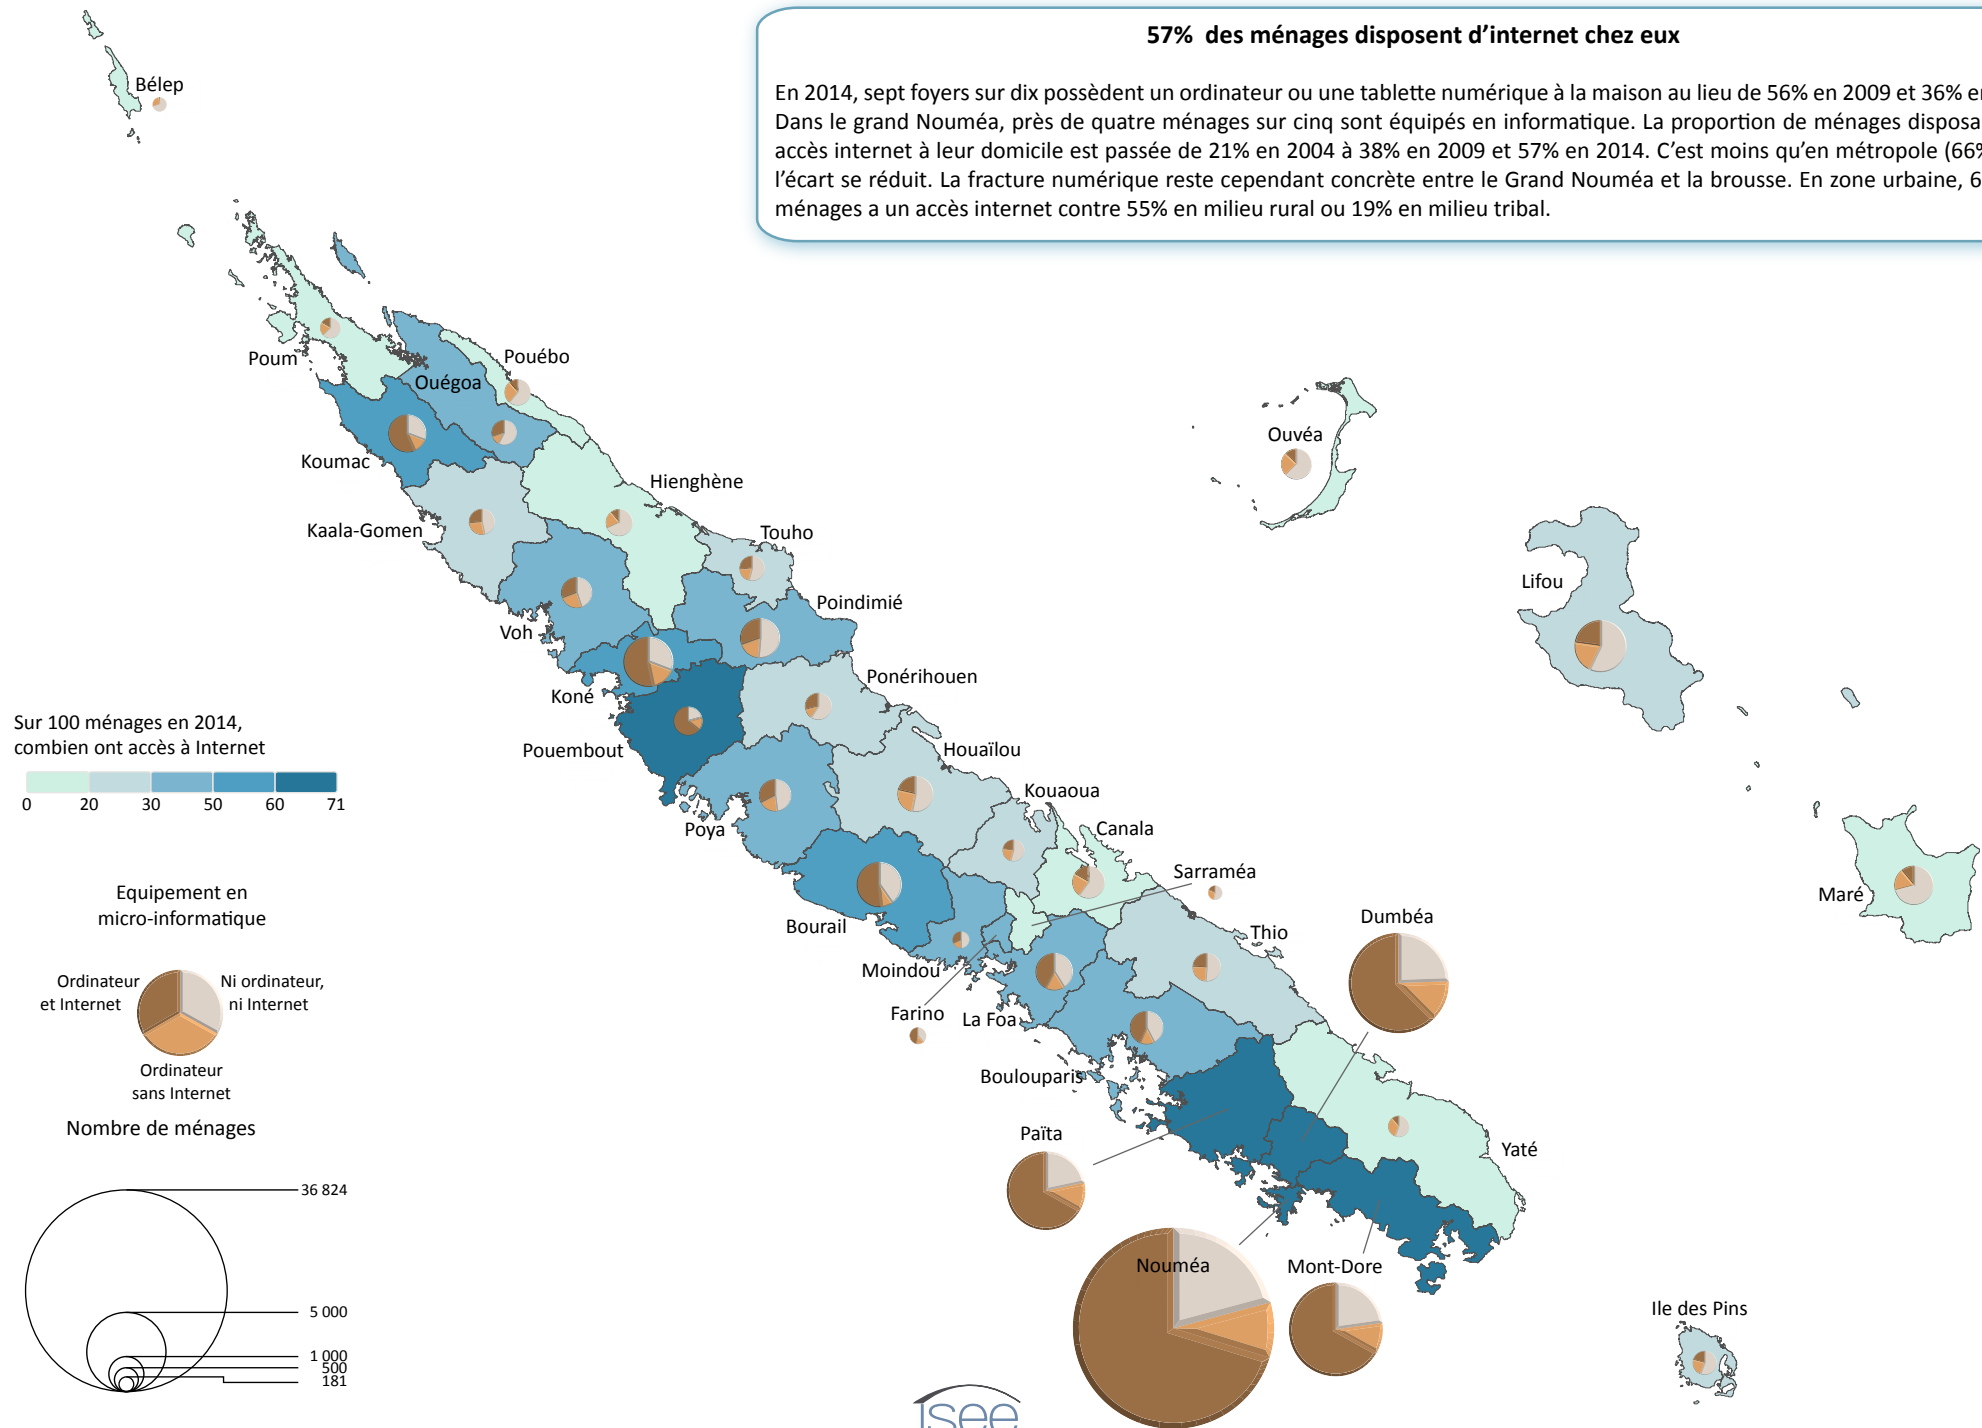 57% des ménages disposent d'internet chez eux
En 2014, sept foyers sur dix possèdent un ordinateur ou une tablette numérique à la maison au lieu de 56% en 2009 et 36% en
Dans le grand Nouméa, près de quatre ménages sur cinq sont équipés en informatique. La proportion de ménages
accès internet à leur domicile est passée de 21% en 2004 à 38% en 2009 et 57% en 2014. C'est moins qu'en métropole (66%
l'écart se réduit. La fracture numérique reste cependant concrète entre le Grand Nouméa et la brousse. En zone urbaine,
ménages a un accès internet contre 55% en milieu rural ou 19% en milieu tribal.
Bélep
Poum
Pouébo
Ouégoa
Koumac
Ouvéa
Hienghène
Kaala-Gomen
Touho
Lifou
Poindimié
Voh
Ponérihouen
Koné
Pouembout
Houaïlou
Kouaoua
Poya
Canala
Sarraméa
Maré
Bourail
Dumbéa
Thio
Moindou
Farino
La Foa
Boulouparis
Païta
Yaté
Nouméa
Mont-Dore
Ile des Pins
Sur 100 ménages en 2014,
combien ont accès à Internet
0 20 30 50 60 71
Equipement en
micro-informatique
Ordinateur
et Internet
Ni ordinateur,
ni Internet
Ordinateur
sans Internet
Nombre de ménages
36 824
5 000
1 000
500
181
isee